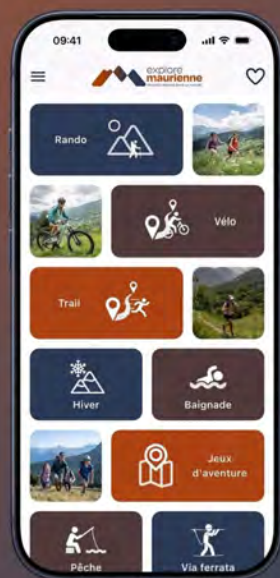 09:41
explore
maurienne
Rando
Vélo
Trail
Hiver
Baignade
Jeux
d'aventure
Pêche
Via ferrata